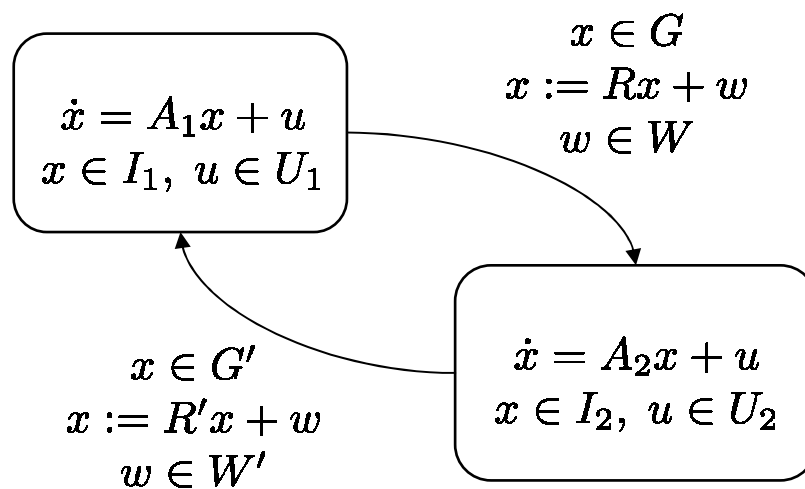 ẋ = A₁x + u
x ∈ I₁, u ∈ U₁
x ∈ G
x := Rx + w
w ∈ W
x ∈ G′
x := R′x + w
w ∈ W′
ẋ = A₂x + u
x ∈ I₂, u ∈ U₂